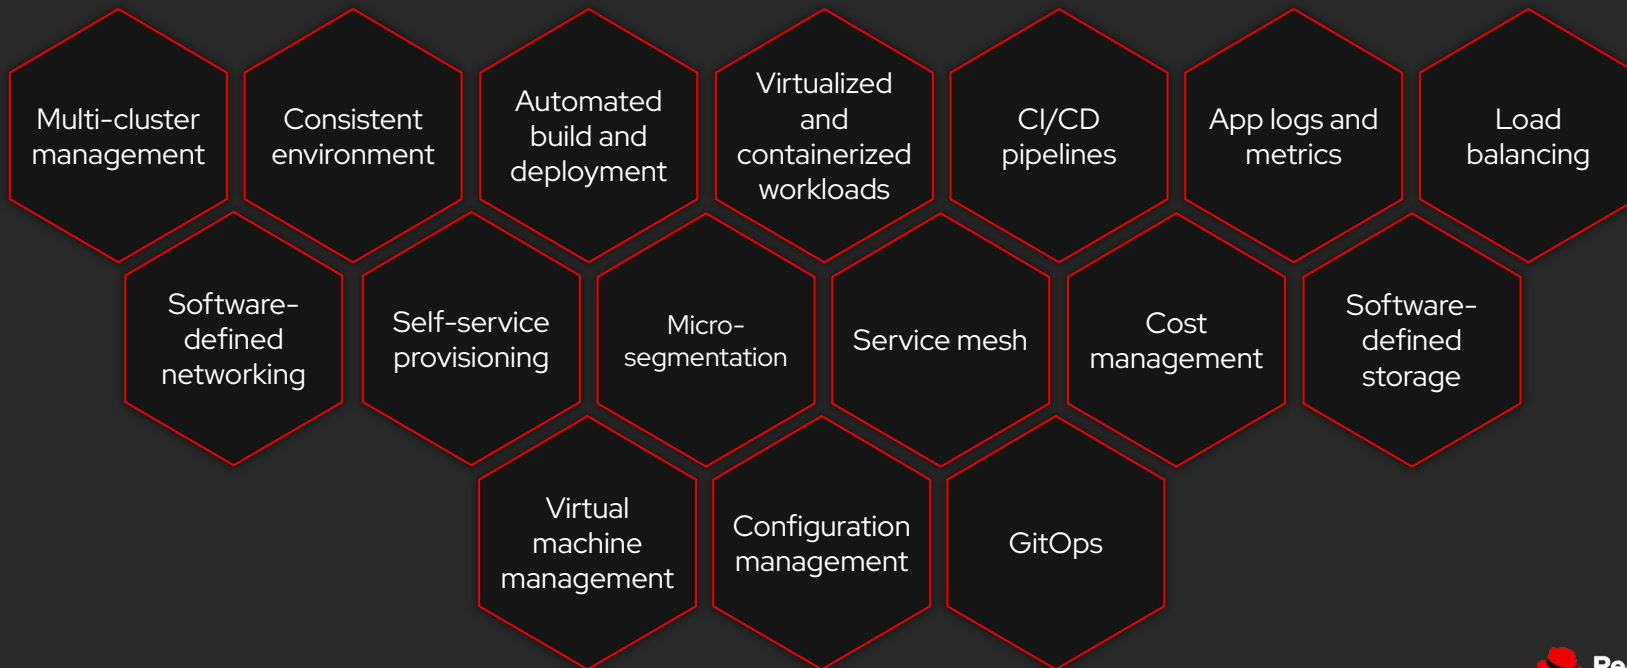 Multi-cluster
management
Consistent
environment
Automated
build and
deployment
Virtualized
and
containerized
workloads
CI/CD
pipelines
App logs and
metrics
Load
balancing
Software-
defined
networking
Self-service
provisioning
Micro-
segmentation
Service mesh
Cost
management
Software-
defined
storage
Virtual
machine
management
Configuration
management
GitOps